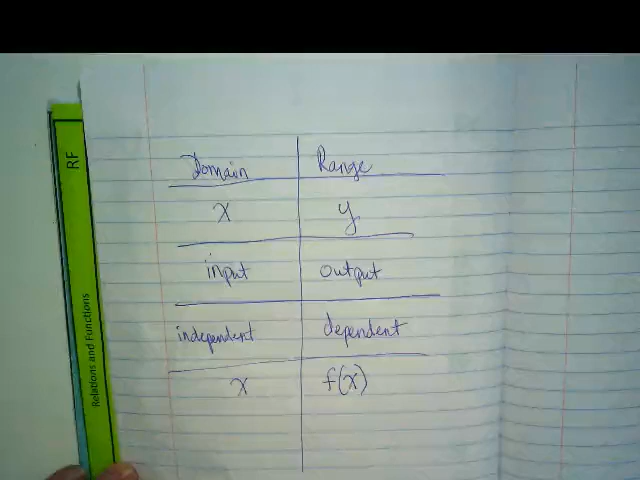 RF
Relations and Functions
Domain Range
x y
input output
independent dependent
x f(x)